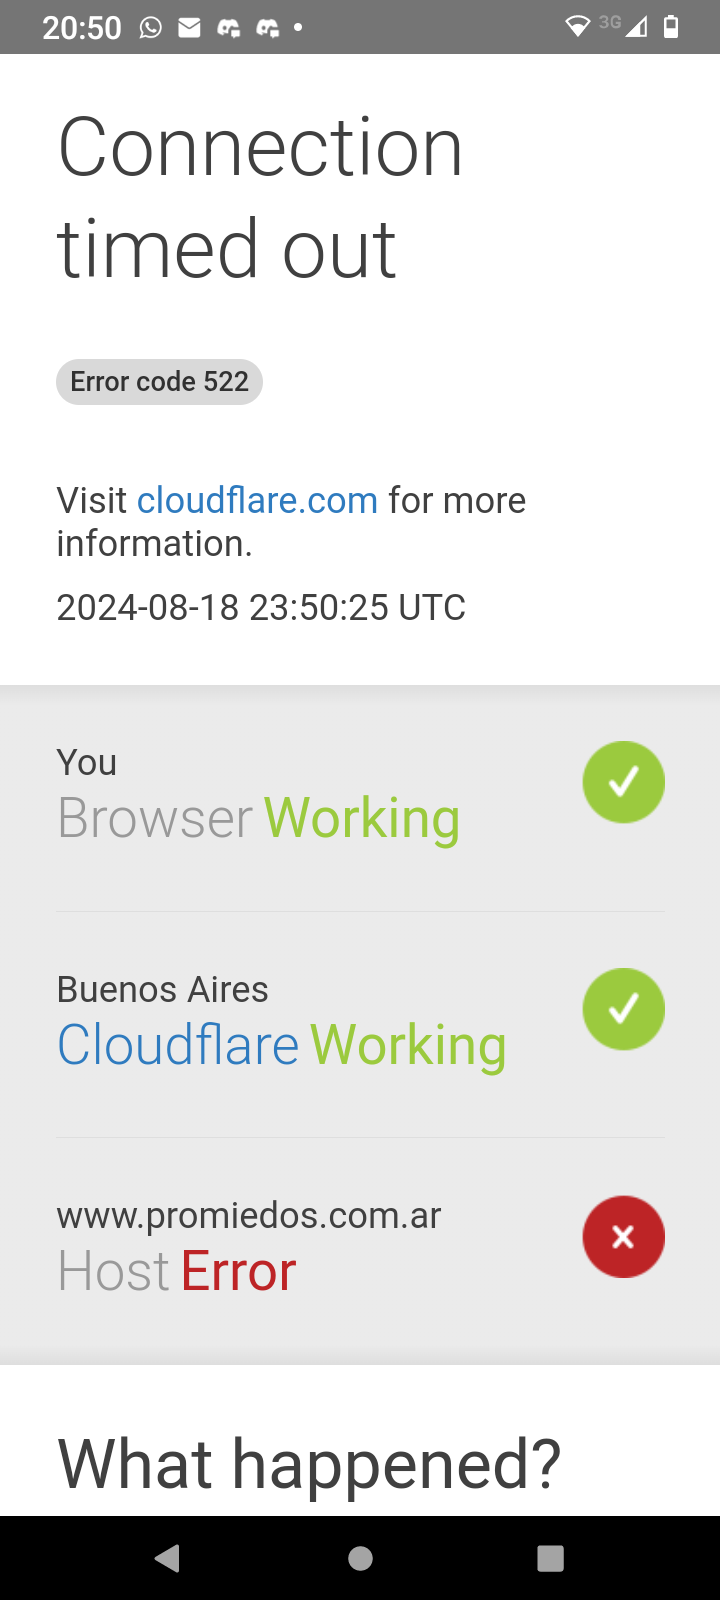 20:50 3G
Connection
timed out
Error code 522
Visit cloudflare.com for more
information.
2024-08-18 23:50:25 UTC
You
Browser Working
Buenos Aires
Cloudflare Working
www.promiedos.com.ar
Host Error
What happened?